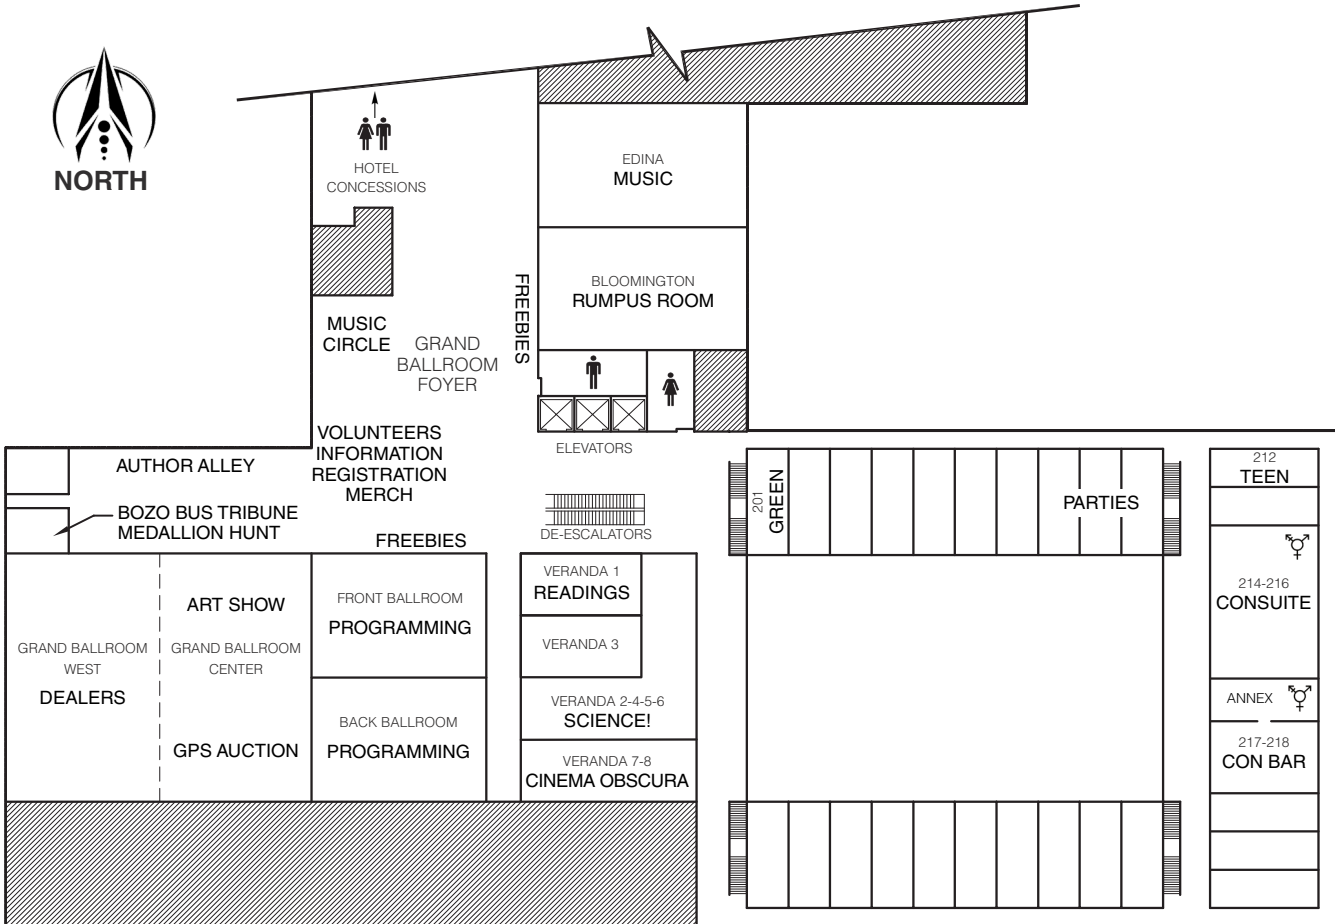 NORTH
HOTEL
CONCESSIONS
EDINA
MUSIC
BLOOMINGTON
RUMPUS ROOM
FREEBIES
MUSIC
CIRCLE
GRAND
BALLROOM
FOYER
VOLUNTEERS
INFORMATION
REGISTRATION
MERCH
ELEVATORS
AUTHOR ALLEY
BOZO BUS TRIBUNE
MEDALLION HUNT
FREEBIES
DE-ESCALATORS
201
GREEN
PARTIES
212
TEEN
VERANDA 1
READINGS
ART SHOW
FRONT BALLROOM
PROGRAMMING
214-216
CONSUITE
GRAND BALLROOM
WEST
DEALERS
GRAND BALLROOM
CENTER
VERANDA 3
VERANDA 2-4-5-6
SCIENCE!
ANNEX
BACK BALLROOM
PROGRAMMING
GPS AUCTION
217-218
CON BAR
VERANDA 7-8
CINEMA OBSCURA